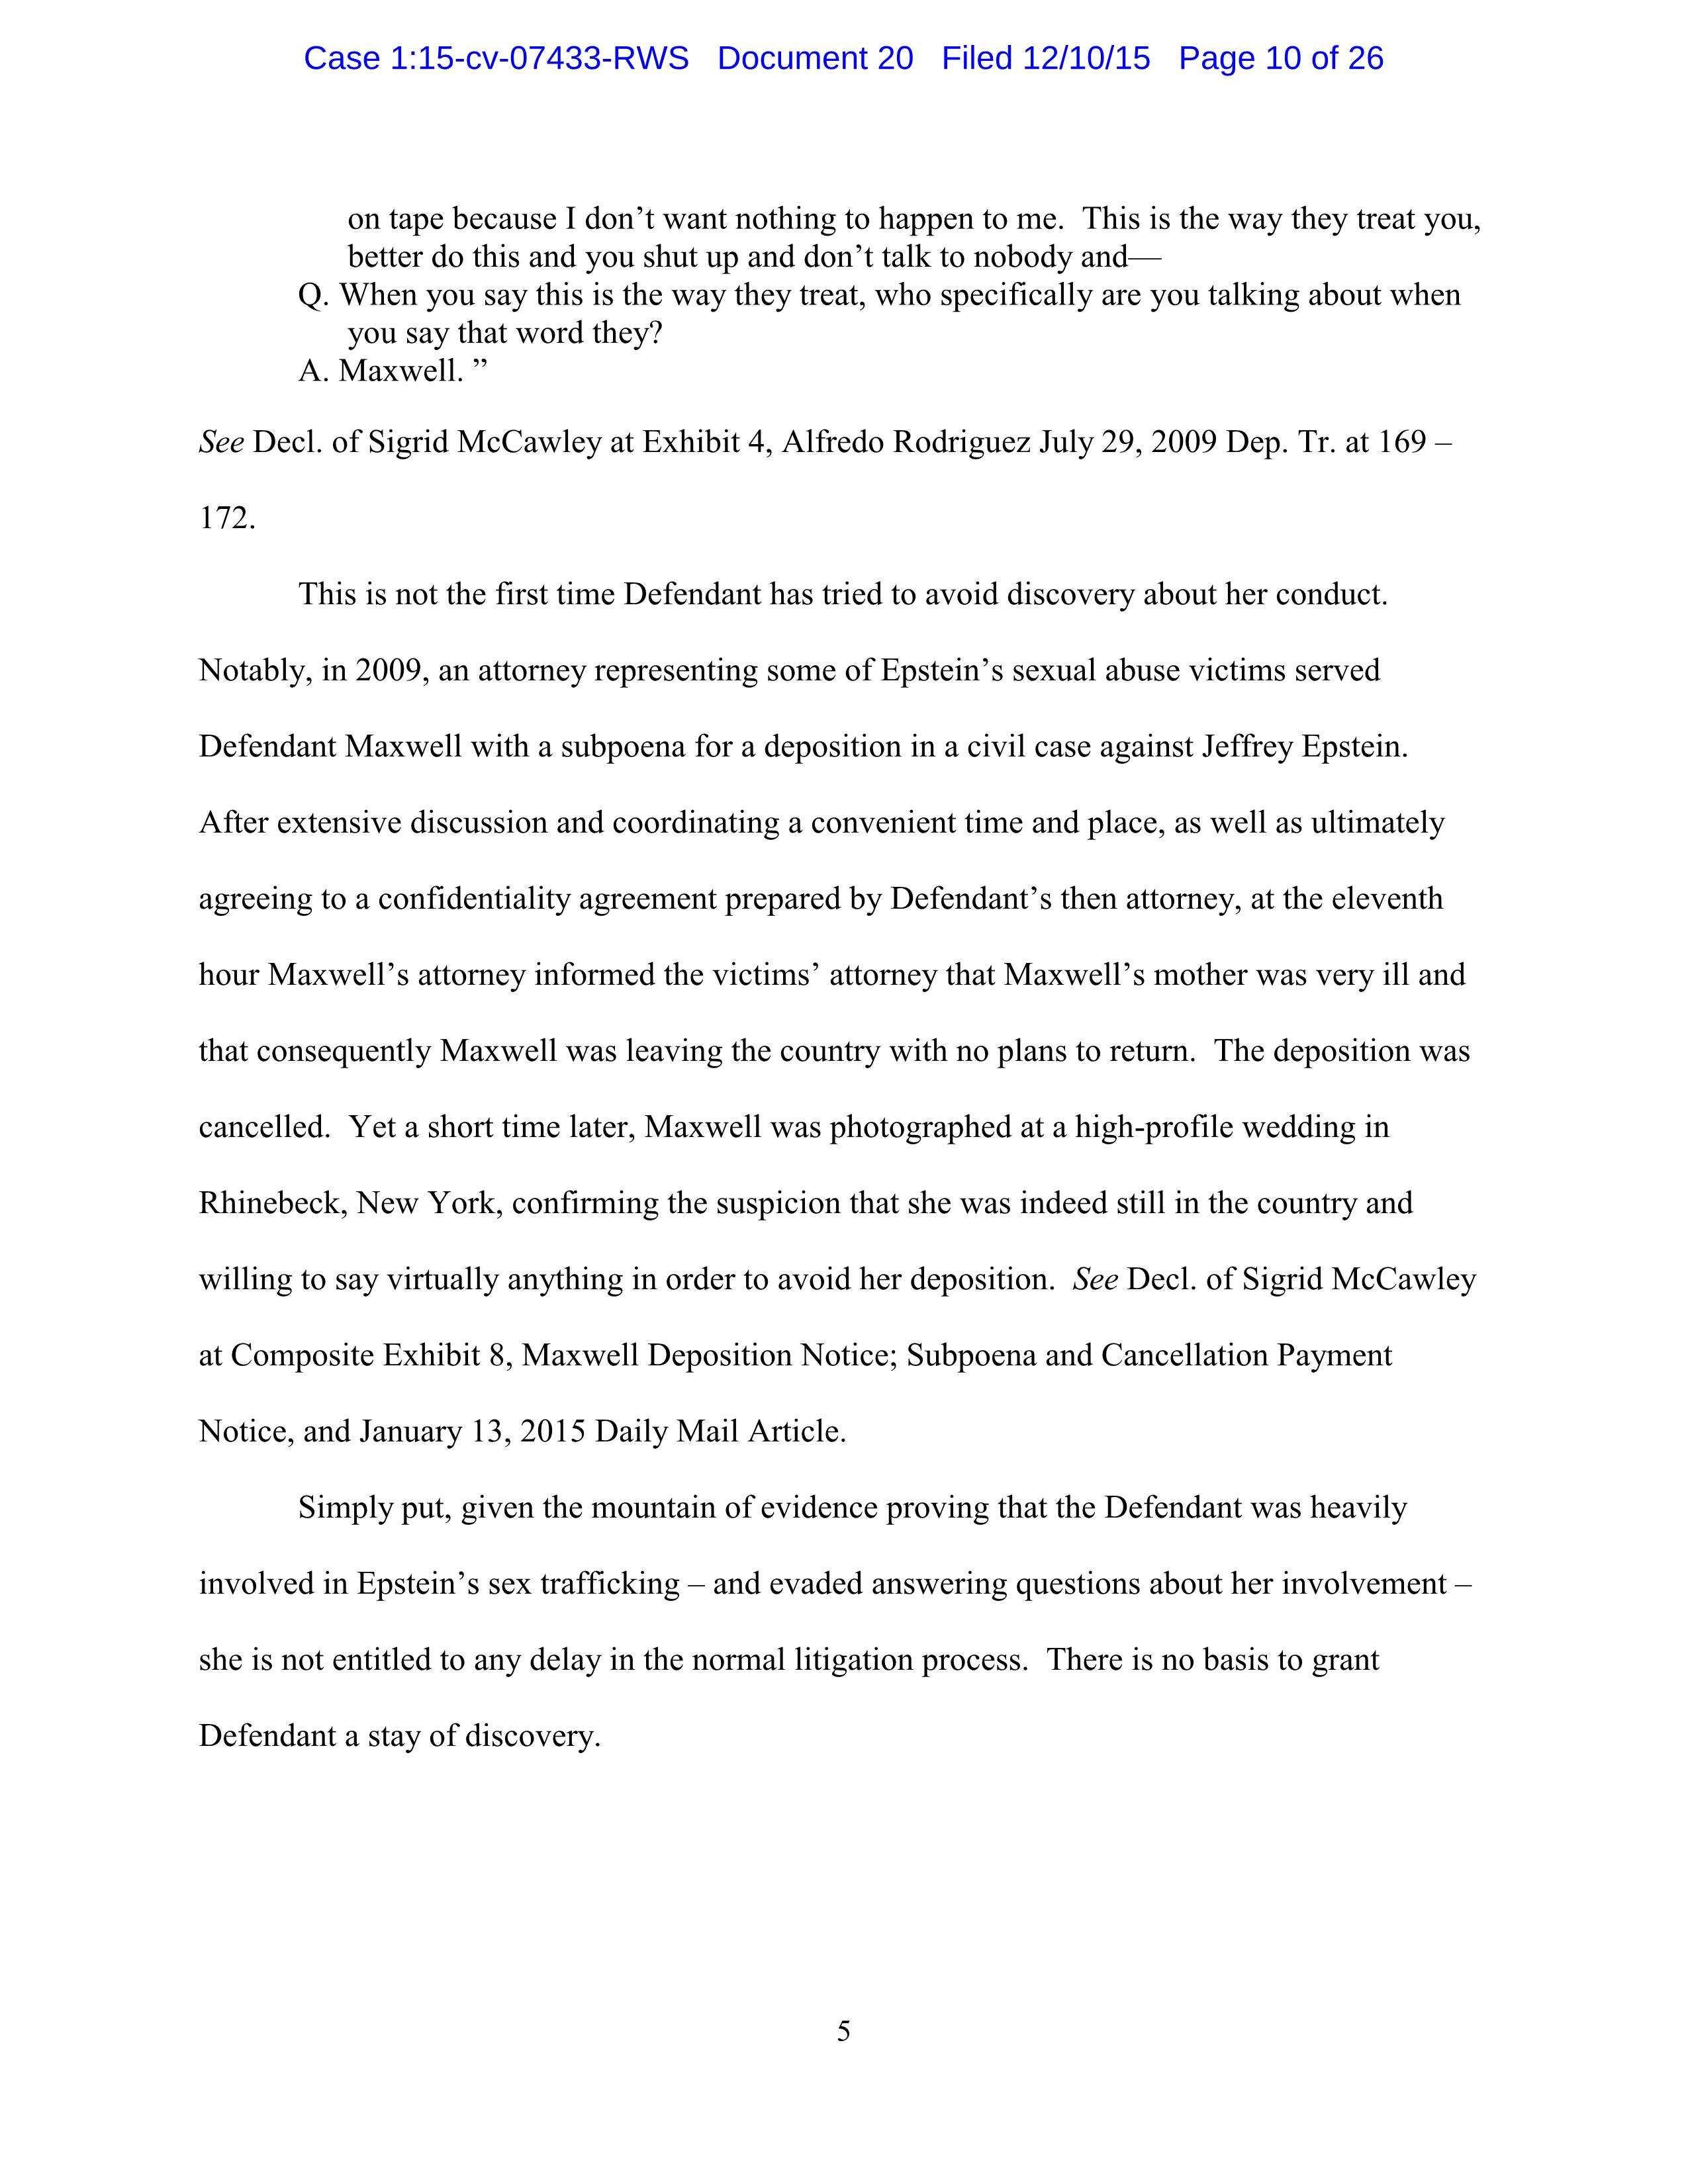 Case 1:15-cv-07433-RWS Document 20 Filed 12/10/15 Page 10 of 26
on tape because I don’t want nothing to happen to me. This is the way they treat you,
better do this and you shut up and don’t talk to nobody and—
Q. When you say this is the way they treat, who specifically are you talking about when
you say that word they?
A. Maxwell. ”
See Decl. of Sigrid McCawley at Exhibit 4, Alfredo Rodriguez July 29, 2009 Dep. Tr. at 169 –
172.
This is not the first time Defendant has tried to avoid discovery about her conduct.
Notably, in 2009, an attorney representing some of Epstein’s sexual abuse victims served
Defendant Maxwell with a subpoena for a deposition in a civil case against Jeffrey Epstein.
After extensive discussion and coordinating a convenient time and place, as well as ultimately
agreeing to a confidentiality agreement prepared by Defendant’s then attorney, at the eleventh
hour Maxwell’s attorney informed the victims’ attorney that Maxwell’s mother was very ill and
that consequently Maxwell was leaving the country with no plans to return. The deposition was
cancelled. Yet a short time later, Maxwell was photographed at a high-profile wedding in
Rhinebeck, New York, confirming the suspicion that she was indeed still in the country and
willing to say virtually anything in order to avoid her deposition. See Decl. of Sigrid McCawley
at Composite Exhibit 8, Maxwell Deposition Notice; Subpoena and Cancellation Payment
Notice, and January 13, 2015 Daily Mail Article.
Simply put, given the mountain of evidence proving that the Defendant was heavily
involved in Epstein’s sex trafficking – and evaded answering questions about her involvement –
she is not entitled to any delay in the normal litigation process. There is no basis to grant
Defendant a stay of discovery.
5